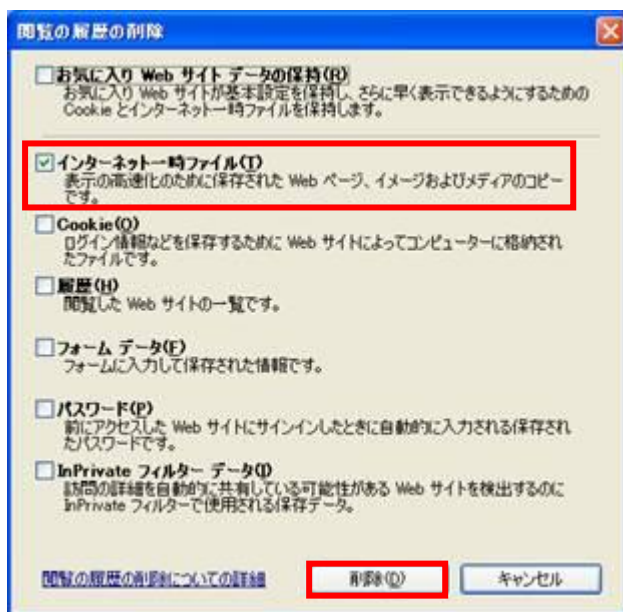 閲覧の履歴の削除
お気に入り Web サイト データの保持(R)
お気に入り Web サイトが基本設定を保持し、さらに早く表示できるようにするための
Cookie とインターネット一時ファイルを保持します。
インターネット一時ファイル(T)
表示の高速化のために保存された Web ページ、イメージおよびメディアのコピー
です。
Cookie(O)
ログイン情報などを保存するために Web サイトによってコンピューターに格納され
たファイルです。
履歴(H)
閲覧した Web サイトの一覧です。
フォーム データ(F)
フォームに入力して保存された情報です。
パスワード(P)
前にアクセスした Web サイトにサインインしたときに自動的に入力される保存され
たパスワードです。
InPrivate フィルター データ(I)
訪問の詳細を自動的に共有している可能性がある Web サイトを検出するのに
InPrivate フィルターで使用される保存データ。
閲覧の履歴の削除についての詳細
削除(D)
キャンセル